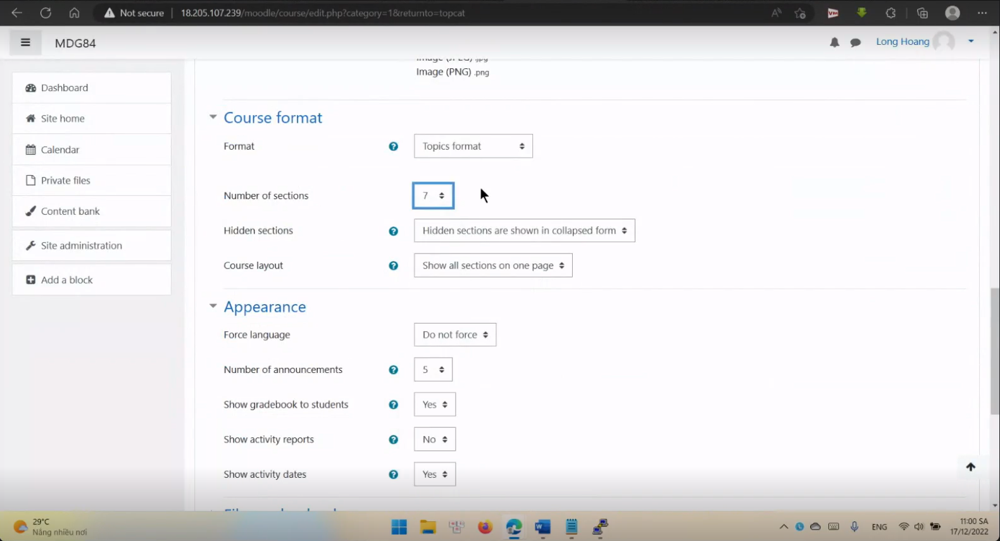 Not secure | 18.205.107.239/moodle/course/edit.php?category=1&returnto=topcat
MDG84
Long Hoang
Dashboard
Site home
Calendar
Private files
Content bank
Site administration
Add a block
Image (JPEG) .jpg
Image (PNG) .png
Course format
Format
Topics format
Number of sections
7
Hidden sections
Hidden sections are shown in collapsed form
Course layout
Show all sections on one page
Appearance
Force language
Do not force
Number of announcements
5
Show gradebook to students
Yes
Show activity reports
No
Show activity dates
Yes
29°C
Nắng nhiều nơi
ENG
11:00 SA
17/12/2022